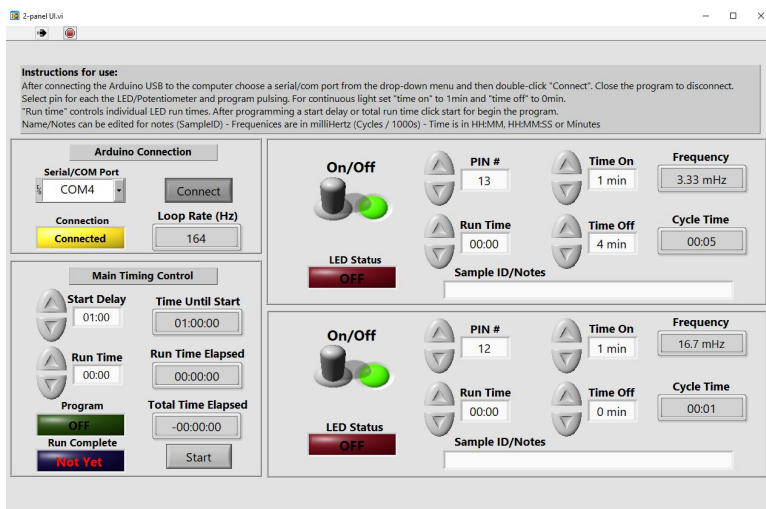 2-panel UI.vi
Instructions for use:
After connecting the Arduino USB to the computer choose a serial/com port from the drop-down menu and then double-click "Connect". Close the program to disconnect.
Select pin for each the LED/Potentiometer and program pulsing. For continuous light set "time on" to 1min and "time off" to 0min.
"Run time" controls individual LED run times. After programming a start delay or total run time click start for begin the program.
Name/Notes can be edited for notes (SampleID) - Frequenices are in milliHertz (Cycles / 1000s) - Time is in HH:MM, HH:MM:SS or Minutes
Arduino Connection
Serial/COM Port
COM4
Connect
Connection
Connected
Loop Rate (Hz)
164
Main Timing Control
Start Delay
01:00
Time Until Start
01:00:00
Run Time
00:00
Run Time Elapsed
00:00:00
Program
OFF
Total Time Elapsed
-00:00:00
Run Complete
Not Yet
Start
On/Off
PIN #
13
Time On
1 min
Frequency
3.33 mHz
Run Time
00:00
Time Off
4 min
Cycle Time
00:05
LED Status
OFF
Sample ID/Notes
On/Off
PIN #
12
Time On
1 min
Frequency
16.7 mHz
Run Time
00:00
Time Off
0 min
Cycle Time
00:01
LED Status
OFF
Sample ID/Notes